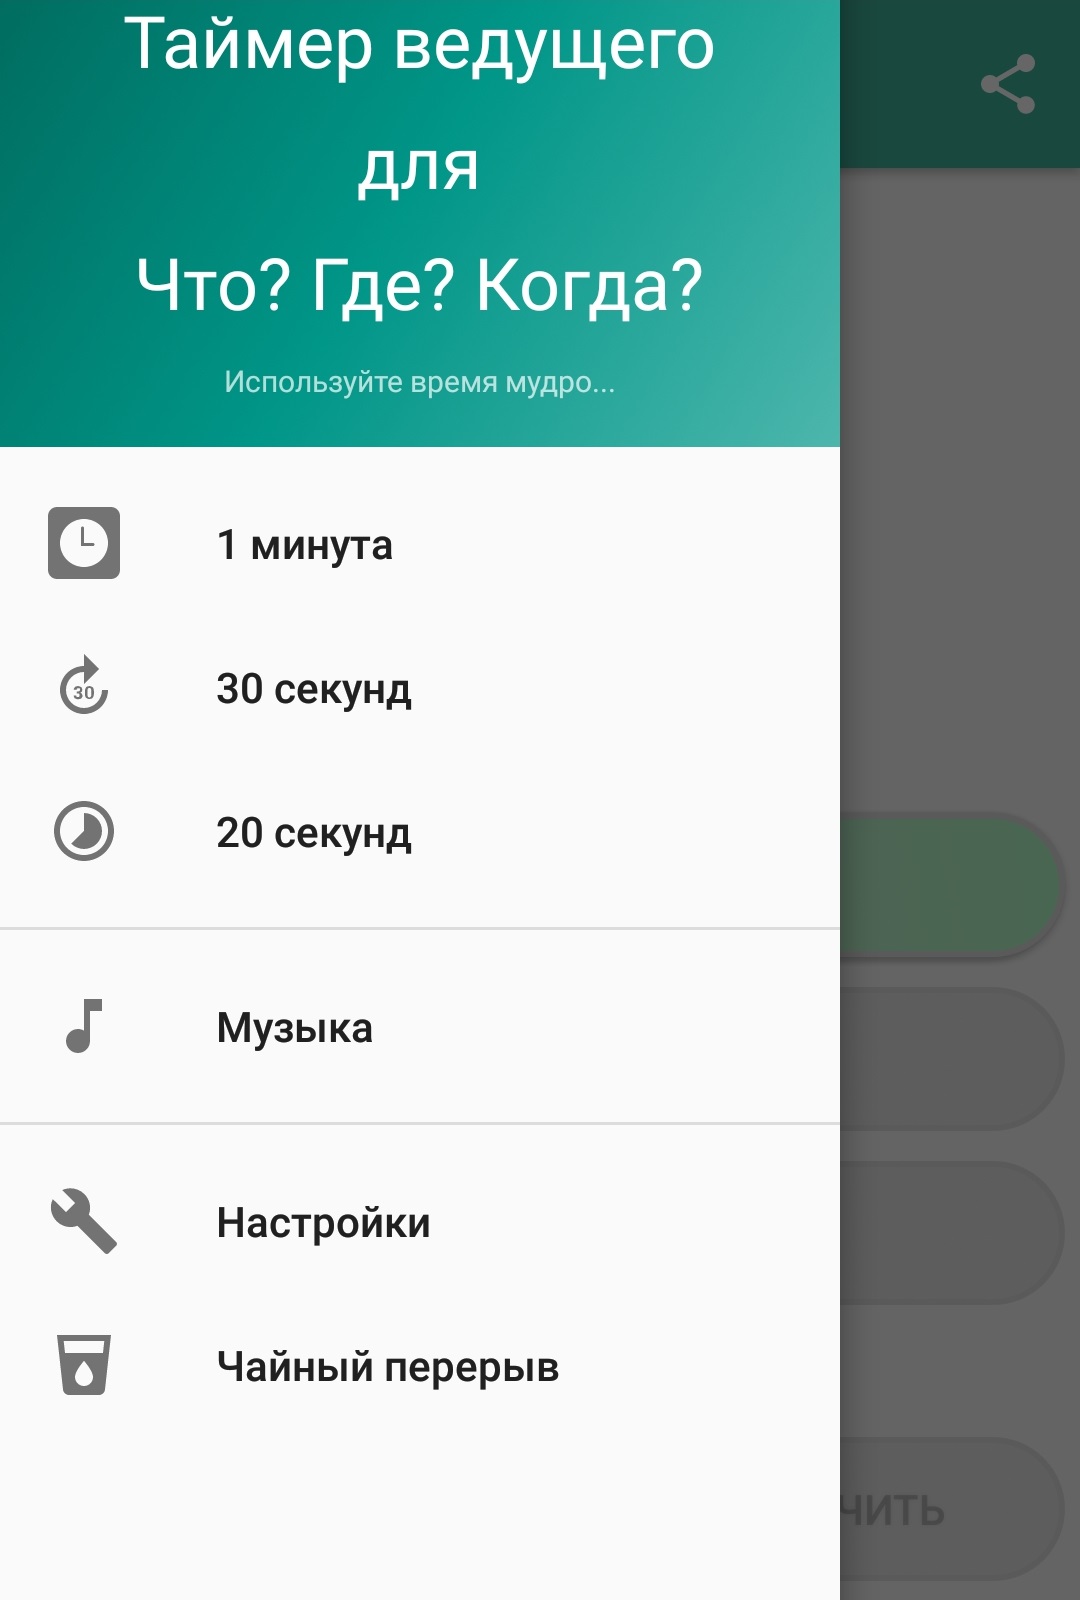 Таймер ведущего
для
Что? Где? Когда?
Используйте время мудро...
1 минута
30
30 секунд
20 секунд
Музыка
Настройки
Чайный перерыв